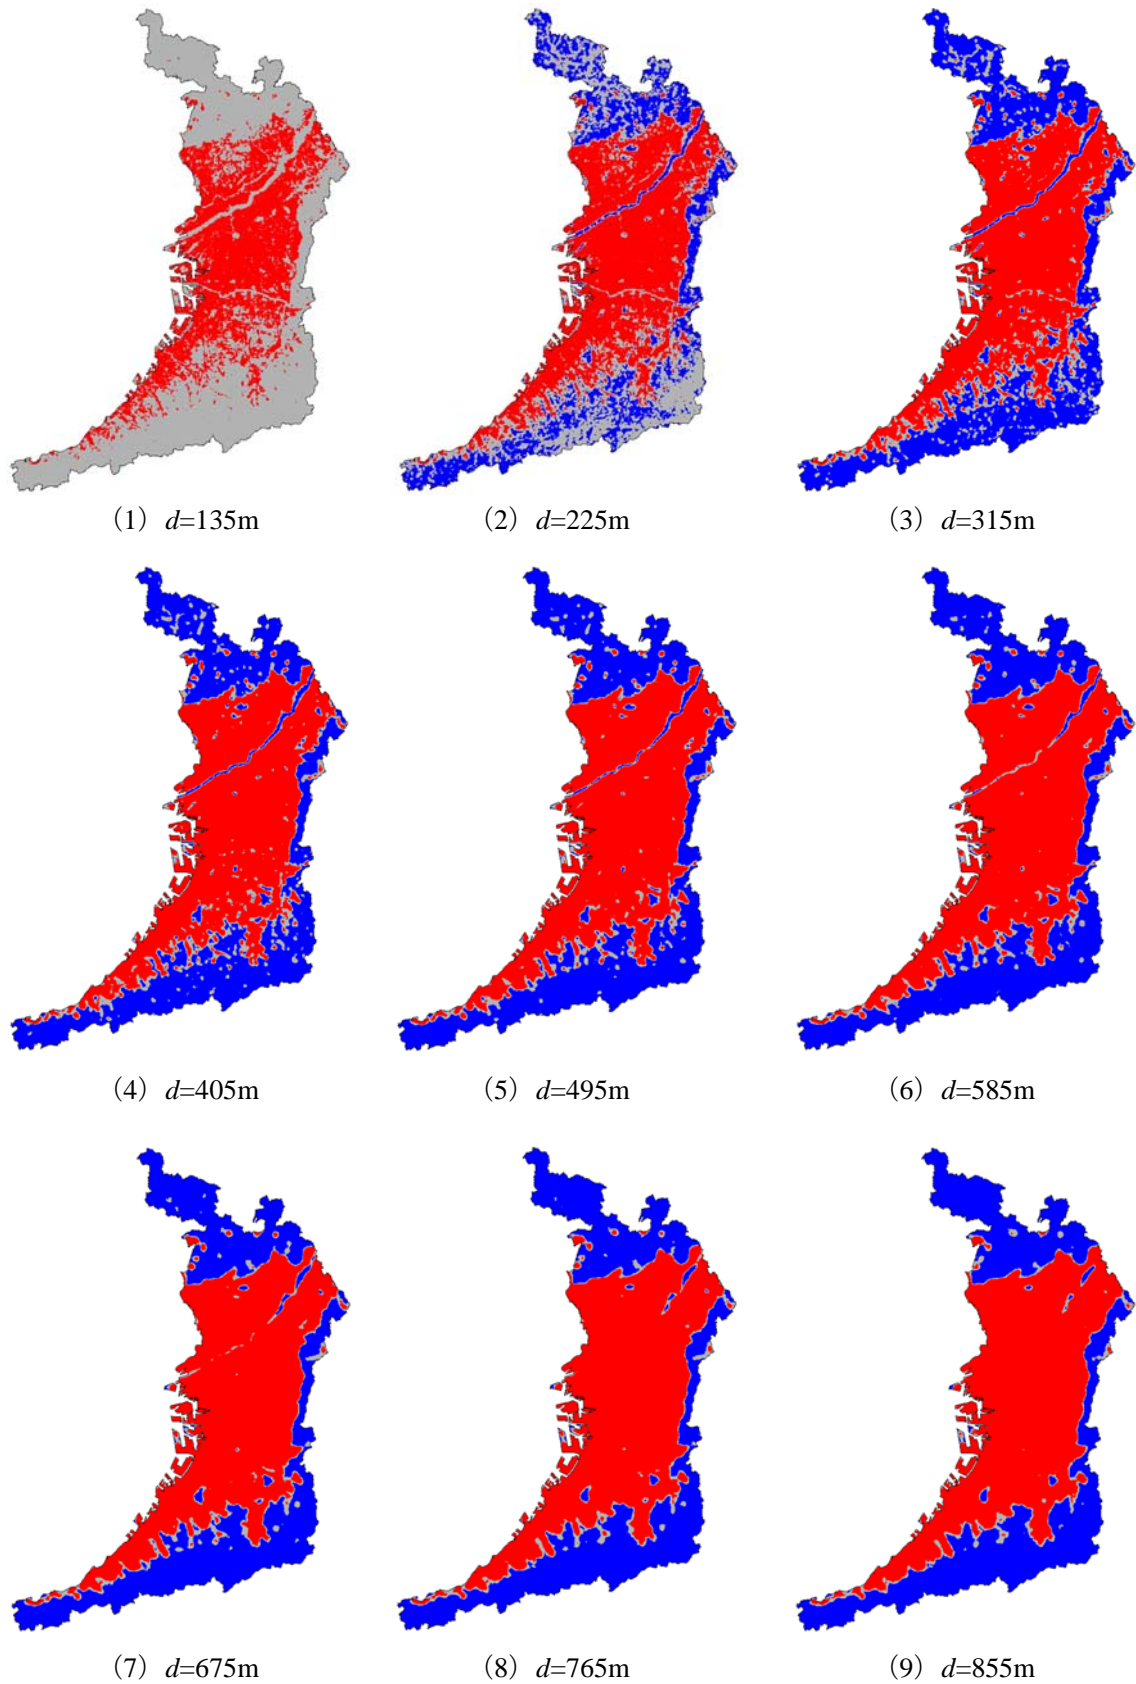 （1） d=135m
（2） d=225m
（3） d=315m
（4） d=405m
（5） d=495m
（6） d=585m
（7） d=675m
（8） d=765m
（9） d=855m